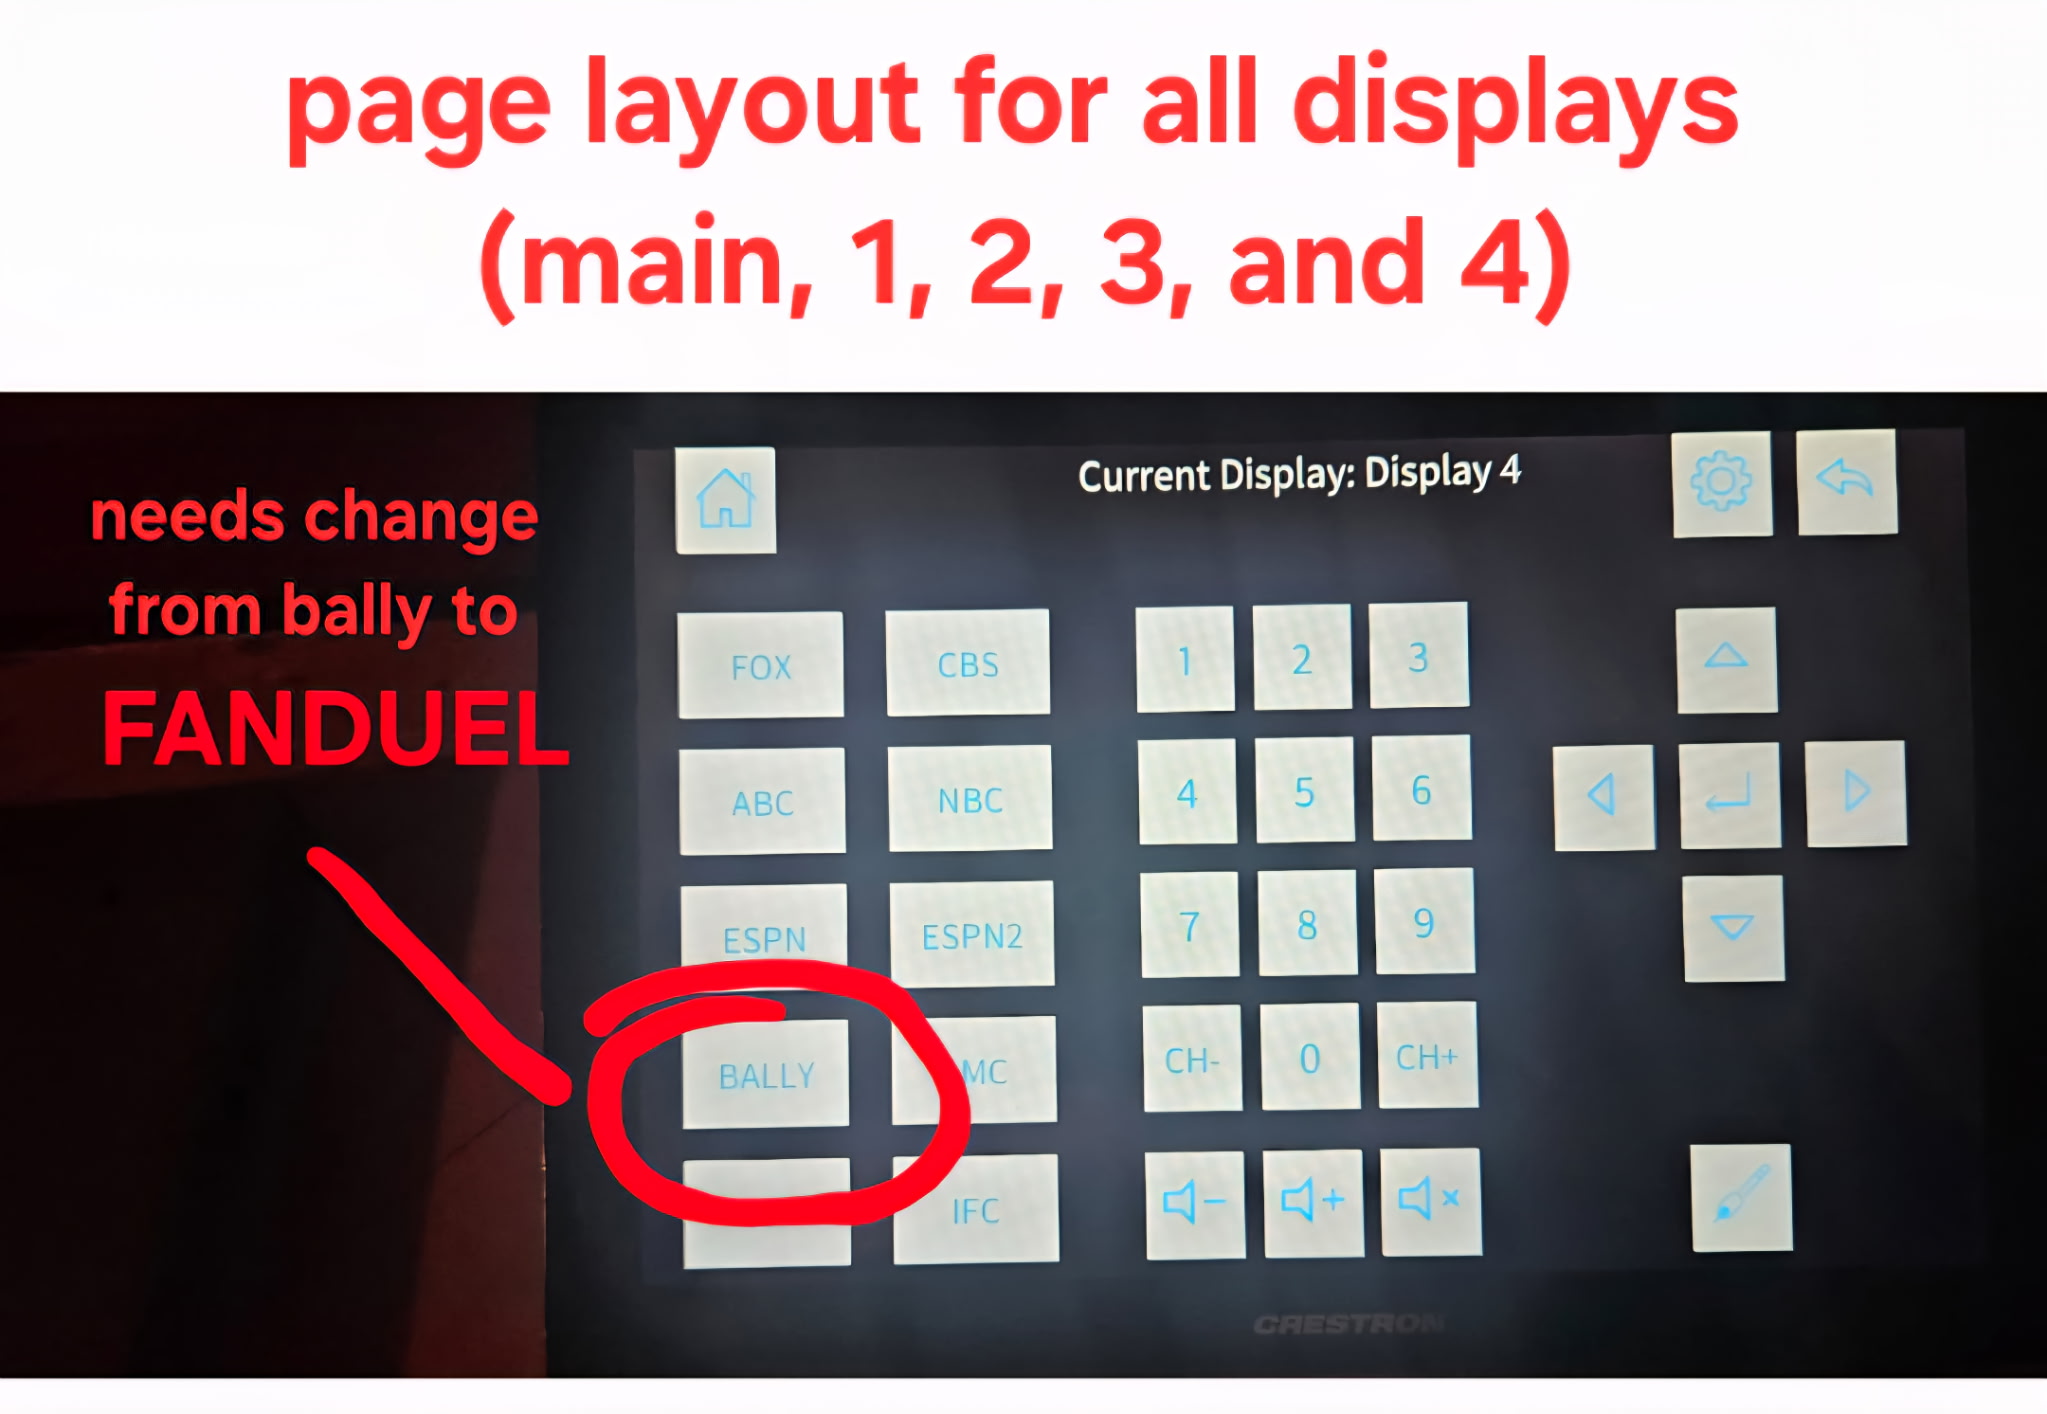 page layout for all displays
(main, 1, 2, 3, and 4)
needs change
from bally to
FANDUEL
Current Display: Display 4
FOX CBS 1 2 3
ABC NBC 4 5 6
ESPN ESPN2 7 8 9
BALLY MC CH- 0 CH+
IFC
CRESTRON